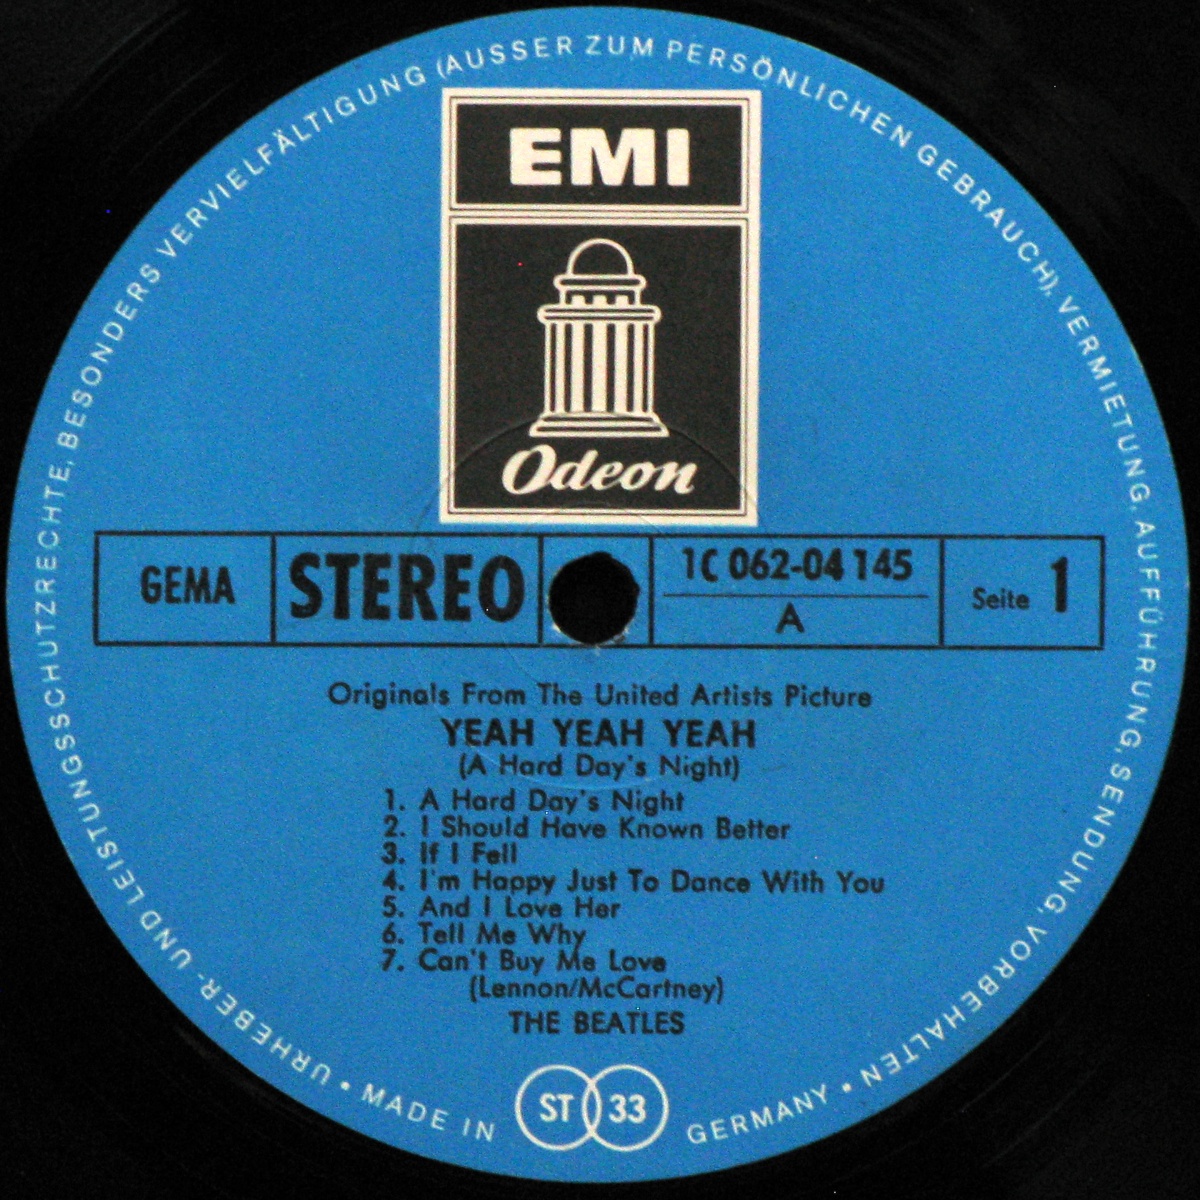 URHEBER- UND LEISTUNGSSCHUTZRECHTE, BESONDERS VERVIELFÄLTIGUNG (AUSSER ZUM PERSÖNLICHEN GEBRAUCH), VERMIETUNG, AUFFÜHRUNG, SENDUNG, VORBEHALTEN •
EMI
Odeon
GEMA
STEREO
1C 062-04 145
A
Seite 1
Originals From The United Artists Picture
YEAH YEAH YEAH
(A Hard Day's Night)
1. A Hard Day's Night
2. I Should Have Known Better
3. If I Fell
4. I'm Happy Just To Dance With You
5. And I Love Her
6. Tell Me Why
7. Can't Buy Me Love
(Lennon/McCartney)
THE BEATLES
ST 33
• MADE IN GERMANY